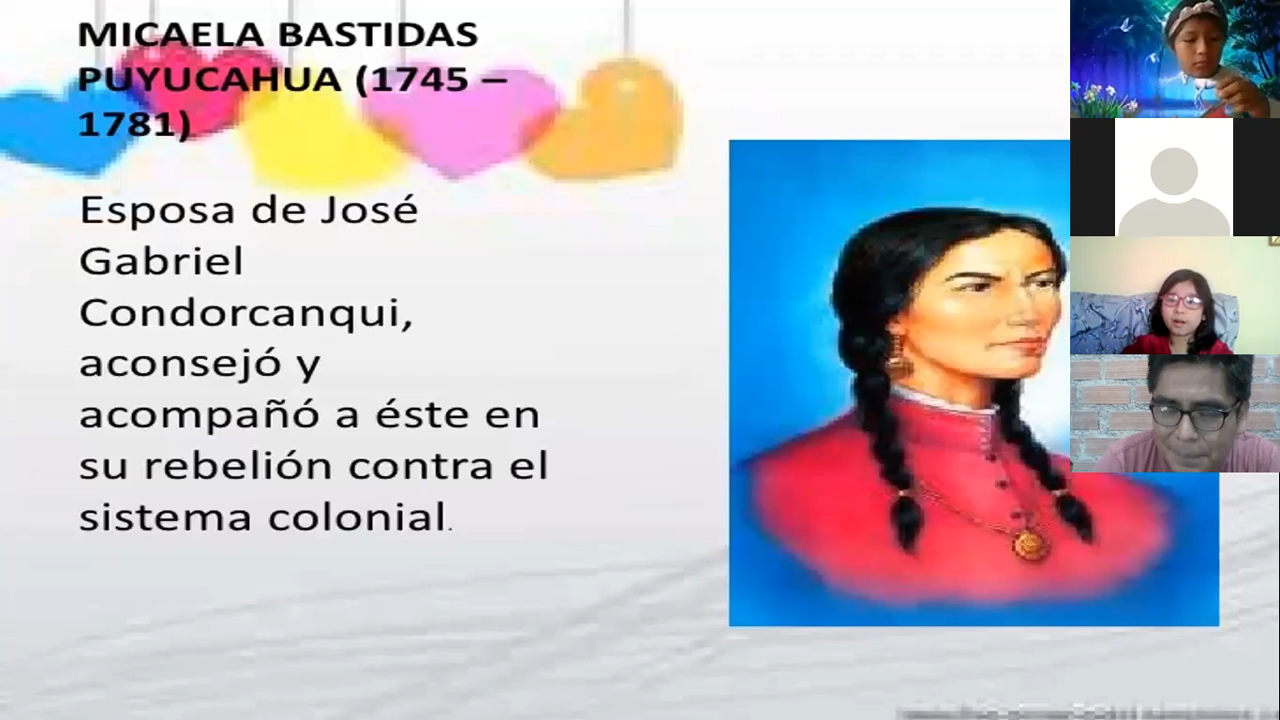 MICAELA BASTIDAS
PUYUCAHUA (1745 –
1781)
Esposa de José
Gabriel
Condorcanqui,
aconsejó y
acompañó a éste en
su rebelión contra el
sistema colonial.